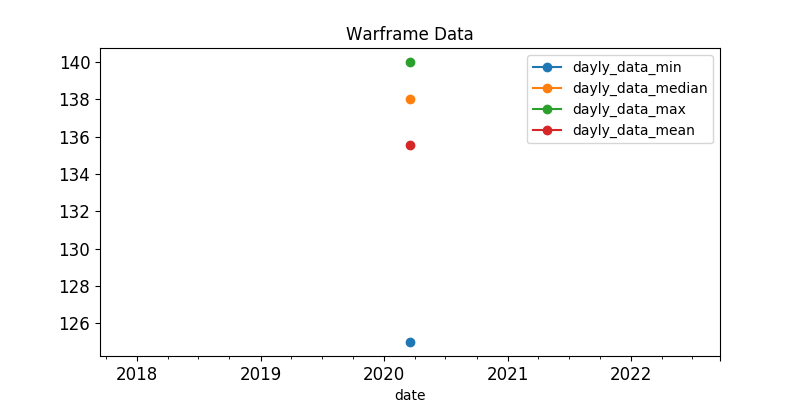 Warframe Data
140
138
136
134
132
130
128
126
dayly_data_min
dayly_data_median
dayly_data_max
dayly_data_mean
2018 2019 2020 2021 2022
date